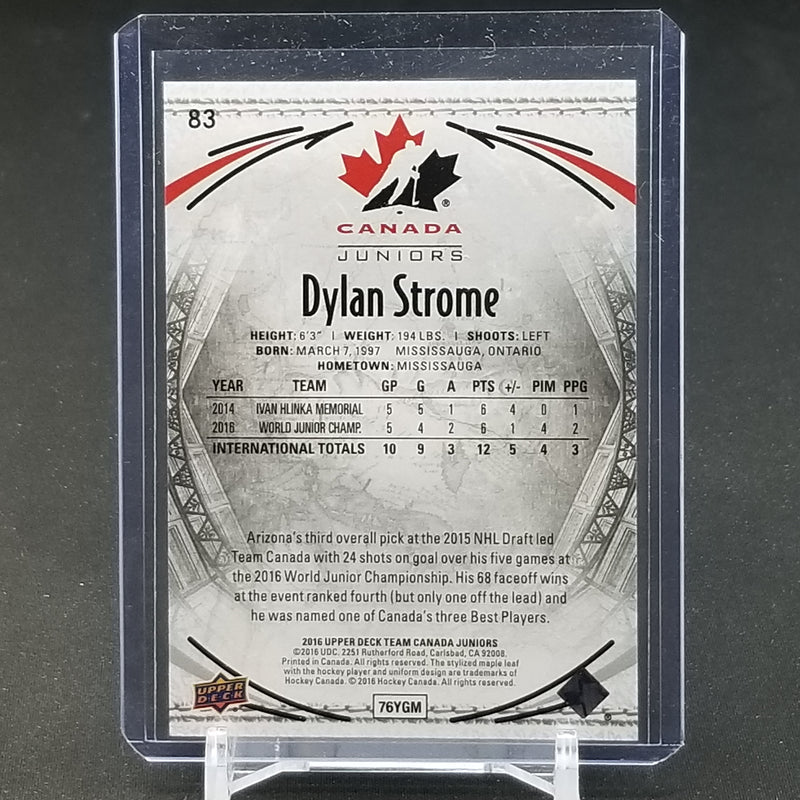 83
CANADA
JUNIORS
Dylan Strome
HEIGHT: 6'3" | WEIGHT: 194 LBS. | SHOOTS: LEFT
BORN: MARCH 7, 1997 MISSISSAUGA, ONTARIO
HOMETOWN: MISSISSAUGA
YEAR TEAM GP G A PTS +/- PIM PPG
2014 IVAN HLINKA MEMORIAL 5 5 1 6 4 0 1
2016 WORLD JUNIOR CHAMP. 5 4 2 6 1 4 2
INTERNATIONAL TOTALS 10 9 3 12 5 4 3
Arizona's third overall pick at the 2015 NHL Draft led
Team Canada with 24 shots on goal over his five games at
the 2016 World Junior Championship. His 68 faceoff wins
at the event ranked fourth (but only one off the lead) and
he was named one of Canada's three Best Players.
2016 UPPER DECK TEAM CANADA JUNIORS
©2016 UDC. 2251 Rutherford Road, Carlsbad, CA 92008.
Printed in Canada. All rights reserved. The stylized maple leaf
with the hockey player and uniform design are trademarks of
Hockey Canada. © 2016 Hockey Canada. All rights reserved.
UPPER
DECK
76YGM